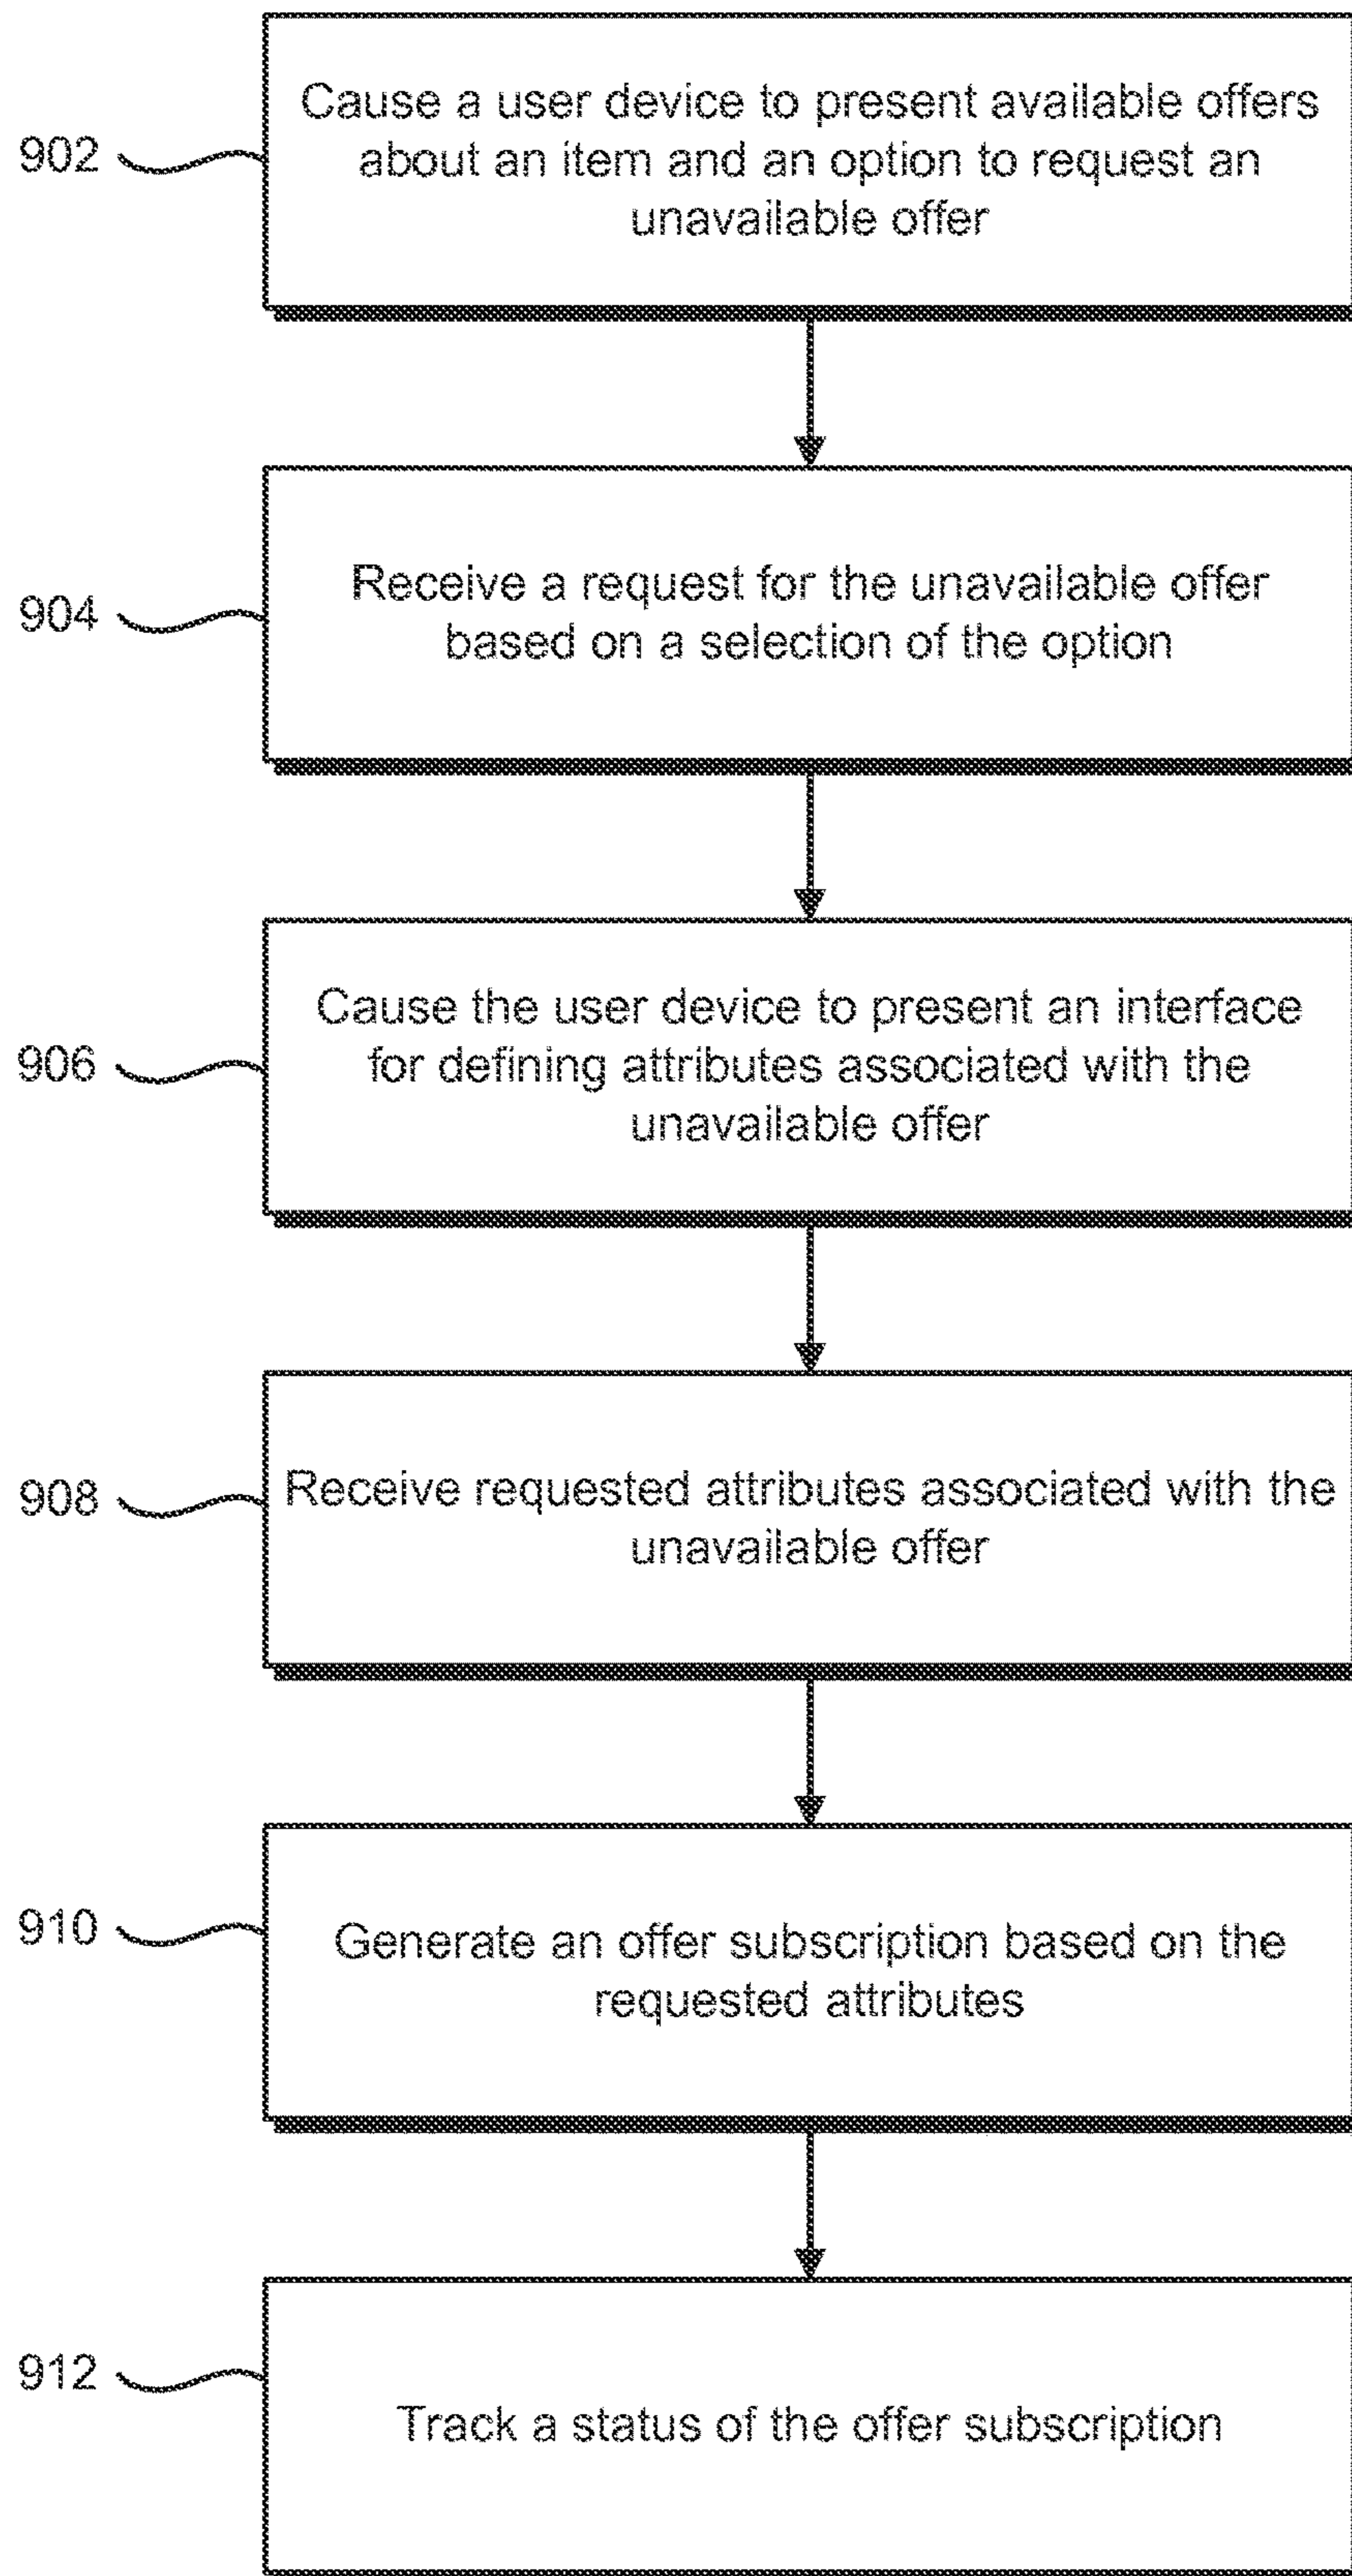 902
Cause a user device to present available offers
about an item and an option to request an
unavailable offer
904
Receive a request for the unavailable offer
based on a selection of the option
906
Cause the user device to present an interface
for defining attributes associated with the
unavailable offer
908
Receive requested attributes associated with the
unavailable offer
910
Generate an offer subscription based on the
requested attributes
912
Track a status of the offer subscription